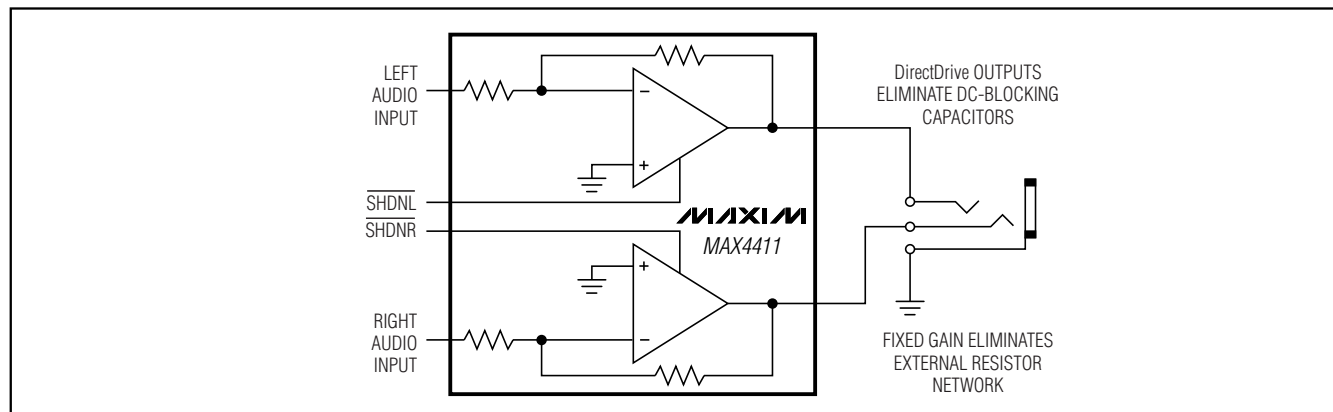 LEFT
AUDIO
INPUT
SHDNL
SHDNR
RIGHT
AUDIO
INPUT
−
+
MAXIM
MAX4411
+
−
DirectDrive OUTPUTS
ELIMINATE DC-BLOCKING
CAPACITORS
FIXED GAIN ELIMINATES
EXTERNAL RESISTOR
NETWORK